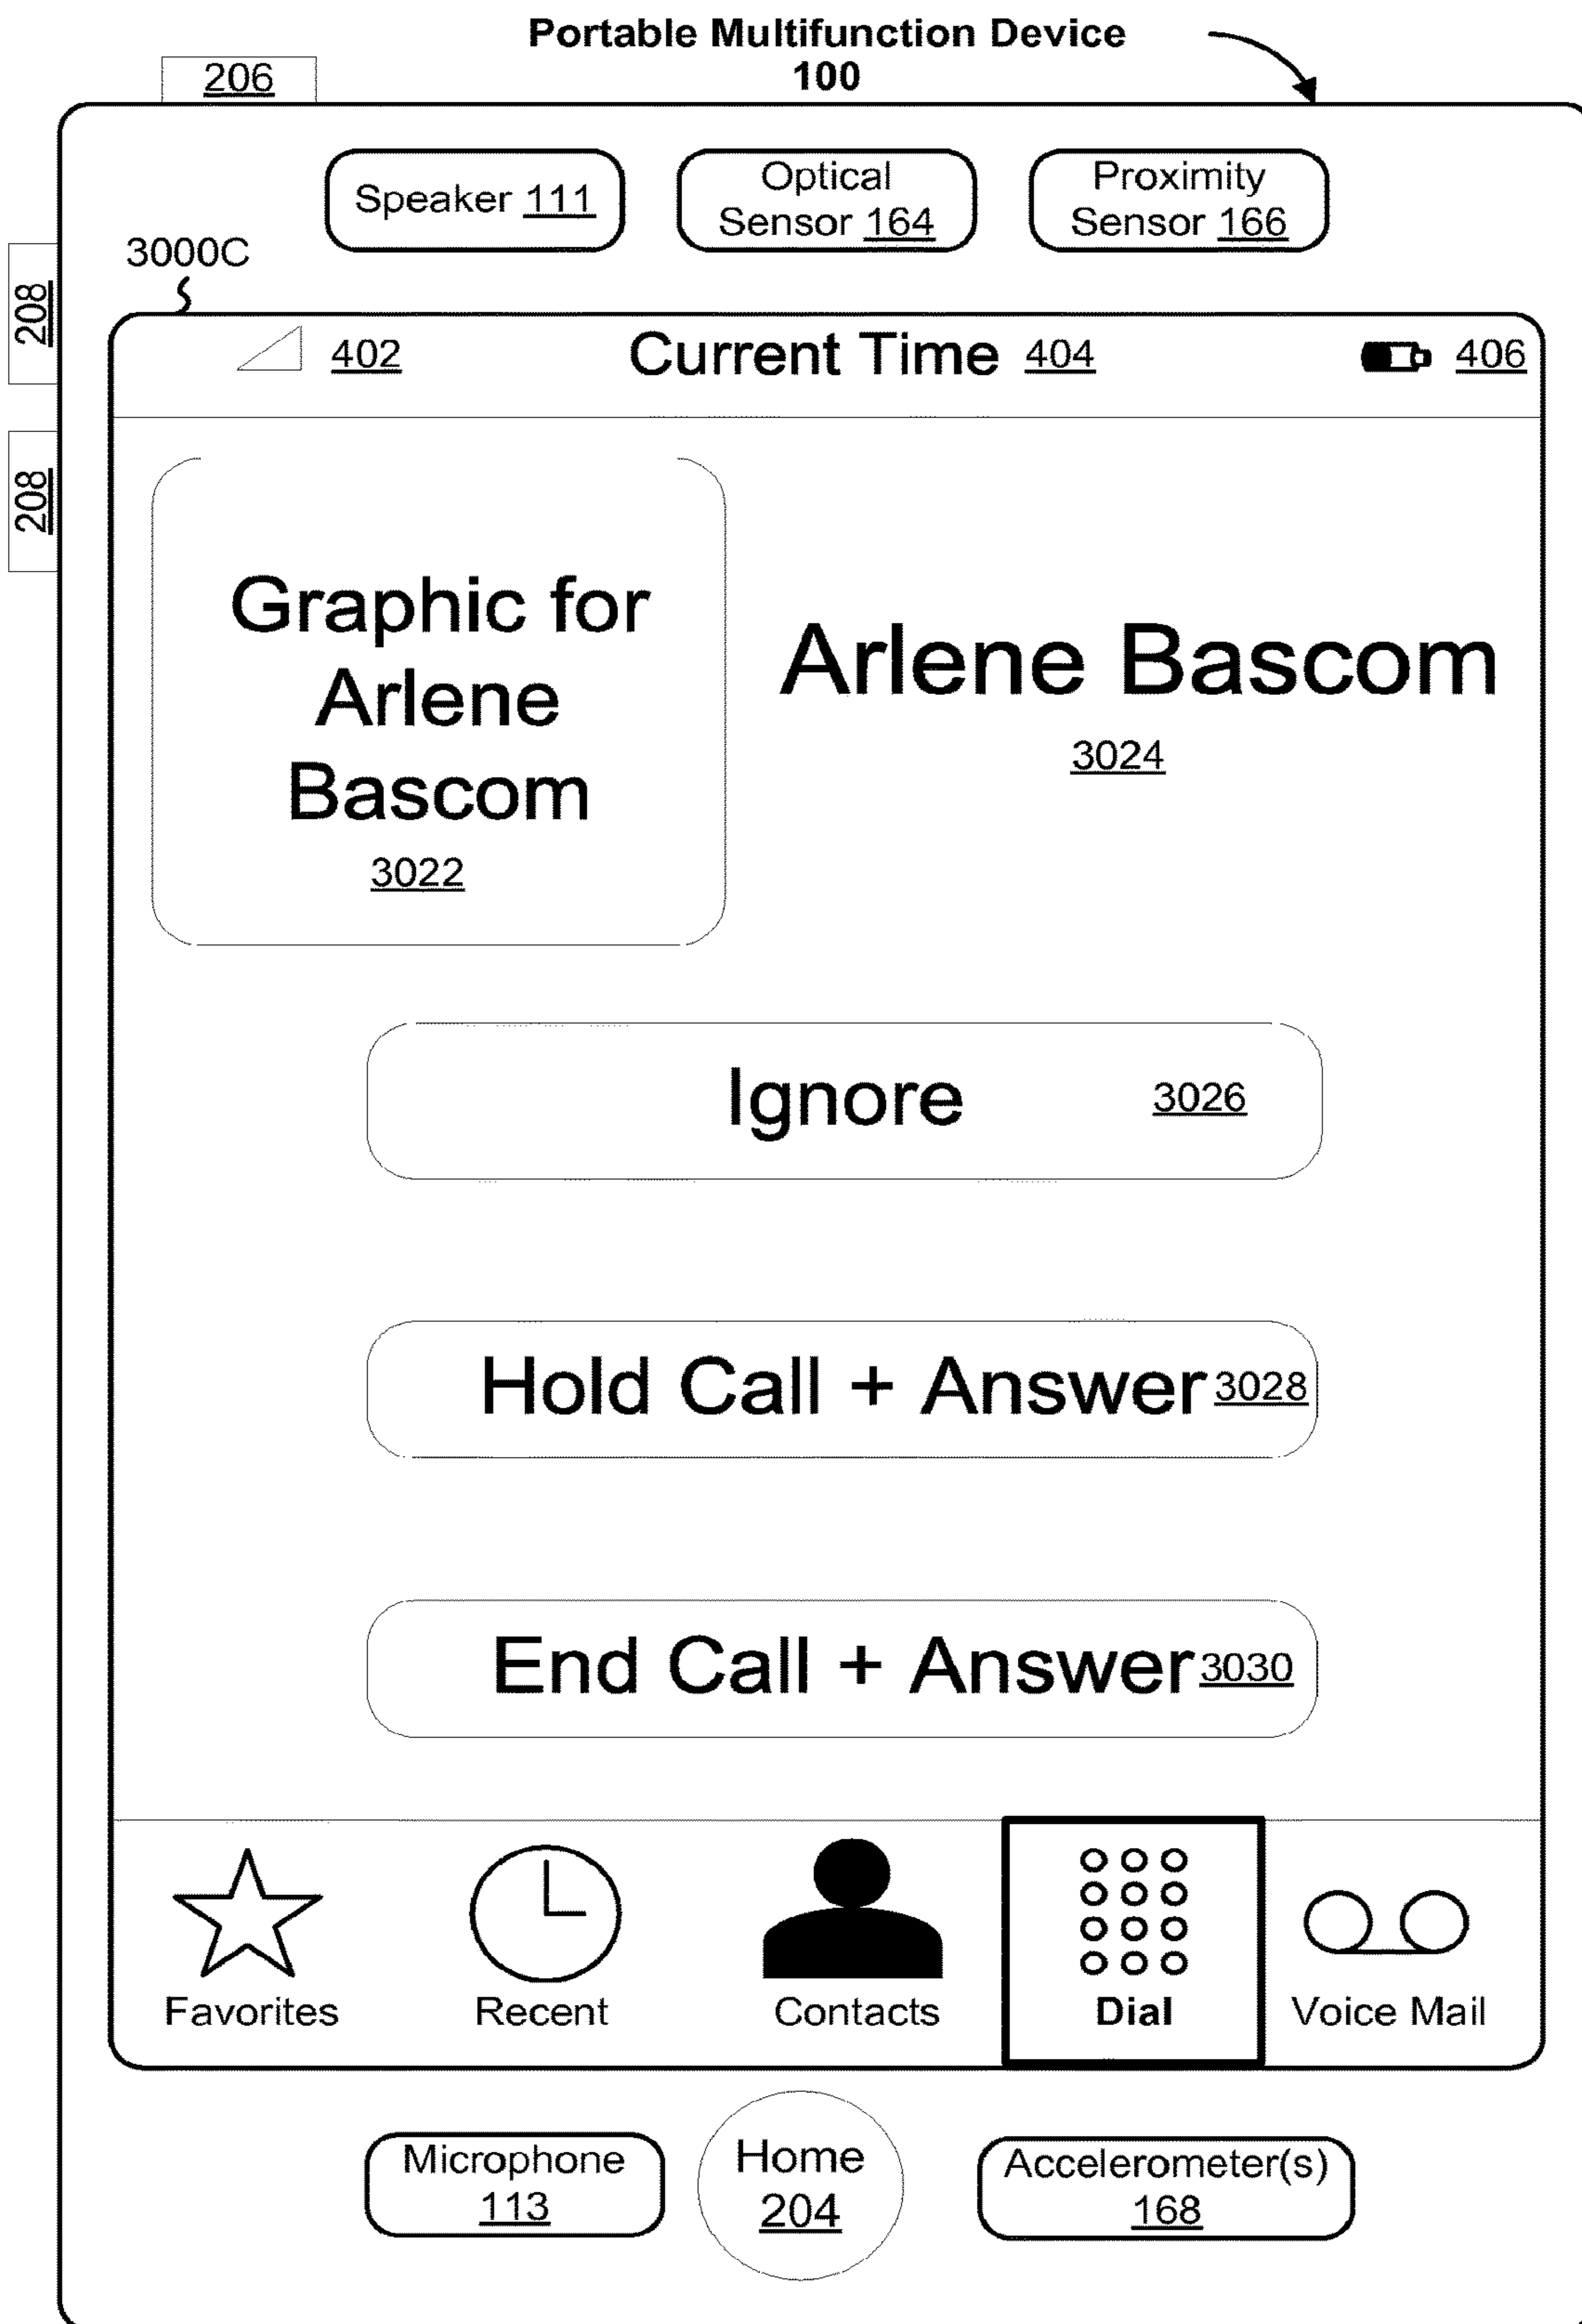 Portable Multifunction Device
100
206
Speaker 111
Optical
Sensor 164
Proximity
Sensor 166
3000C
208
208
402
Current Time 404
406
Graphic for
Arlene
Bascom
3022
Arlene Bascom
3024
Ignore 3026
Hold Call + Answer 3028
End Call + Answer 3030
Favorites
Recent
Contacts
Dial
Voice Mail
Microphone
113
Home
204
Accelerometer(s)
168